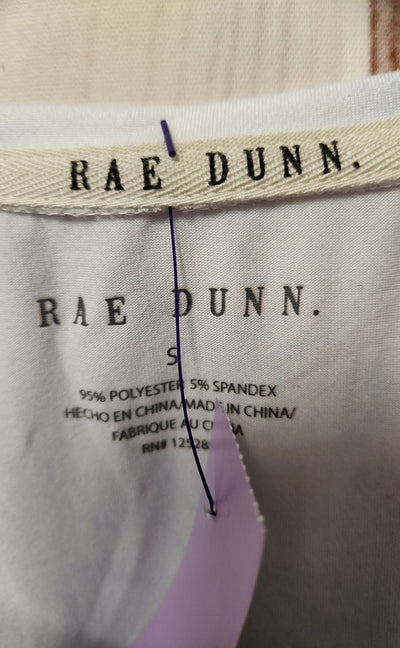 RAE DUNN.
RAE DUNN.
S
95% POLYESTER 5% SPANDEX
HECHO EN CHINA/MADE IN CHINA/
FABRIQUE AU
RN#